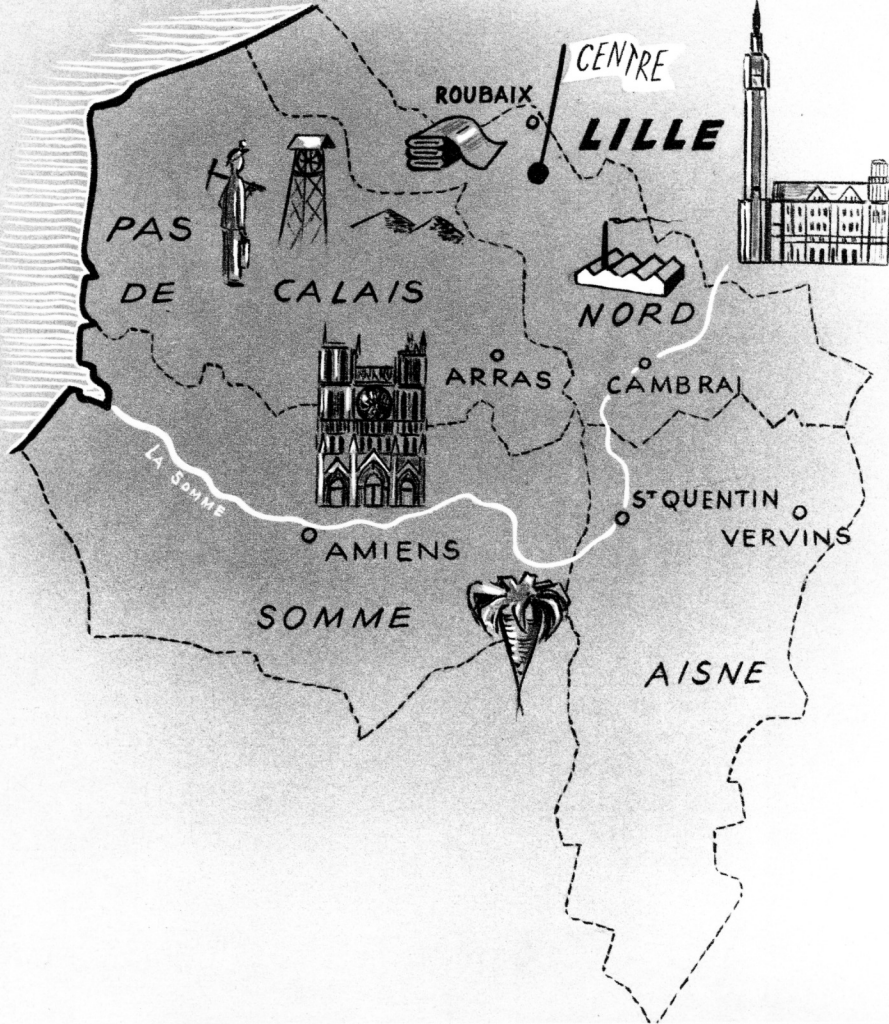 CENTRE
ROUBAIX
LILLE
PAS
DE
CALAIS
NORD
ARRAS
CAMBRAI
LA SOMME
ST QUENTIN
VERVINS
AMIENS
SOMME
AISNE